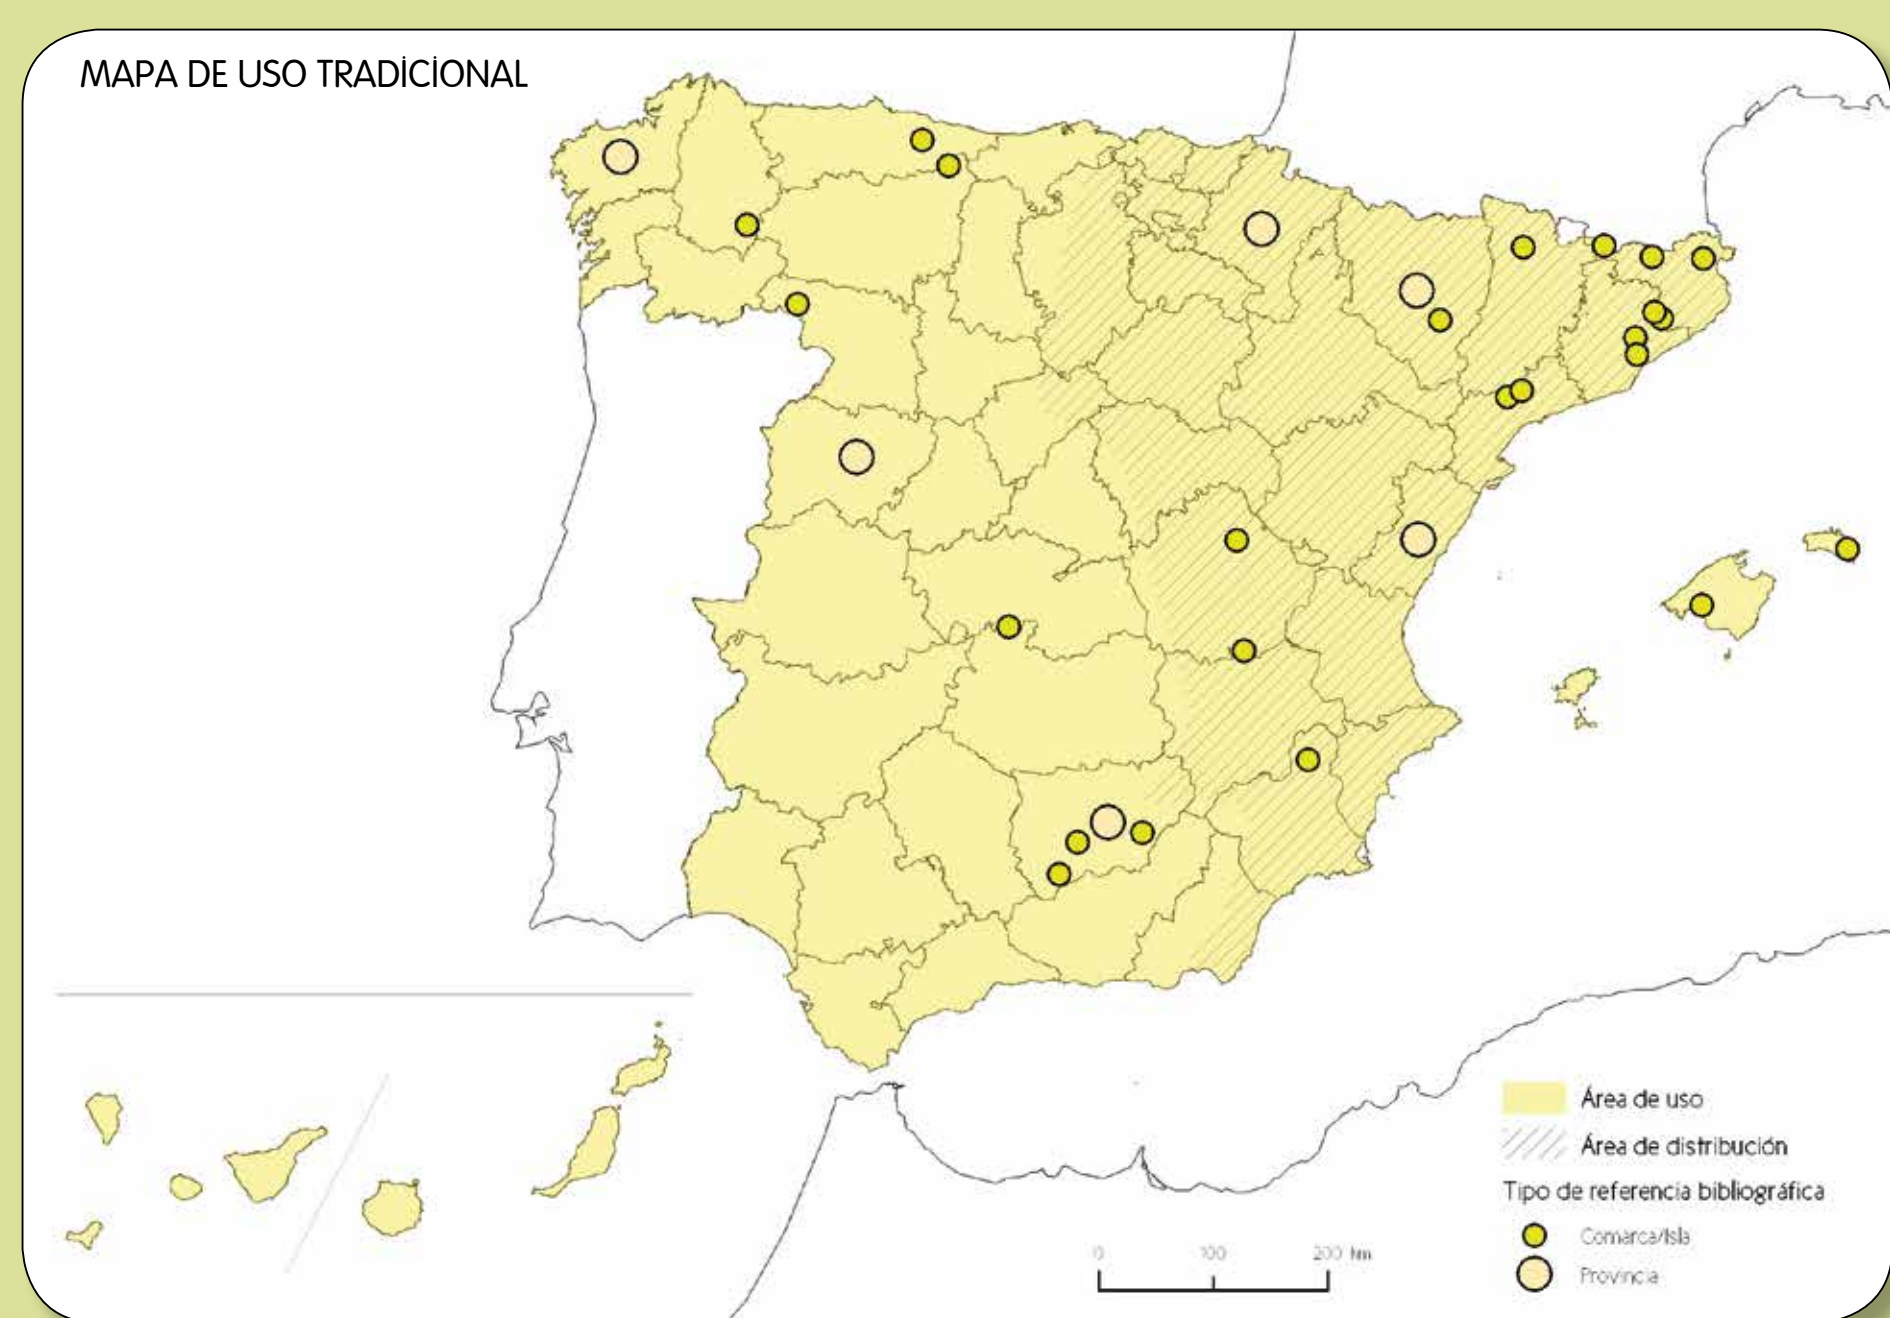 MAPA DE USO TRADICIONAL
Área de uso
Área de distribución
Tipo de referencia bibliográfica
Comarca/Isla
Provincia
0 100 200 km